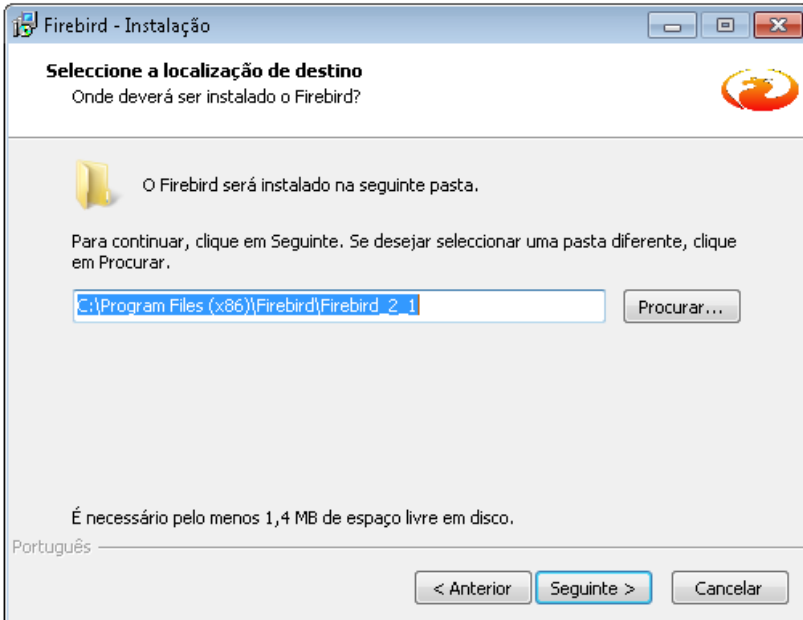 Firebird - Instalação
Seleccione a localização de destino
Onde deverá ser instalado o Firebird?
O Firebird será instalado na seguinte pasta.
Para continuar, clique em Seguinte. Se desejar seleccionar uma pasta diferente, clique
em Procurar.
C:\Program Files (x86)\Firebird\Firebird_2_1
Procurar...
É necessário pelo menos 1,4 MB de espaço livre em disco.
Português
< Anterior
Seguinte >
Cancelar